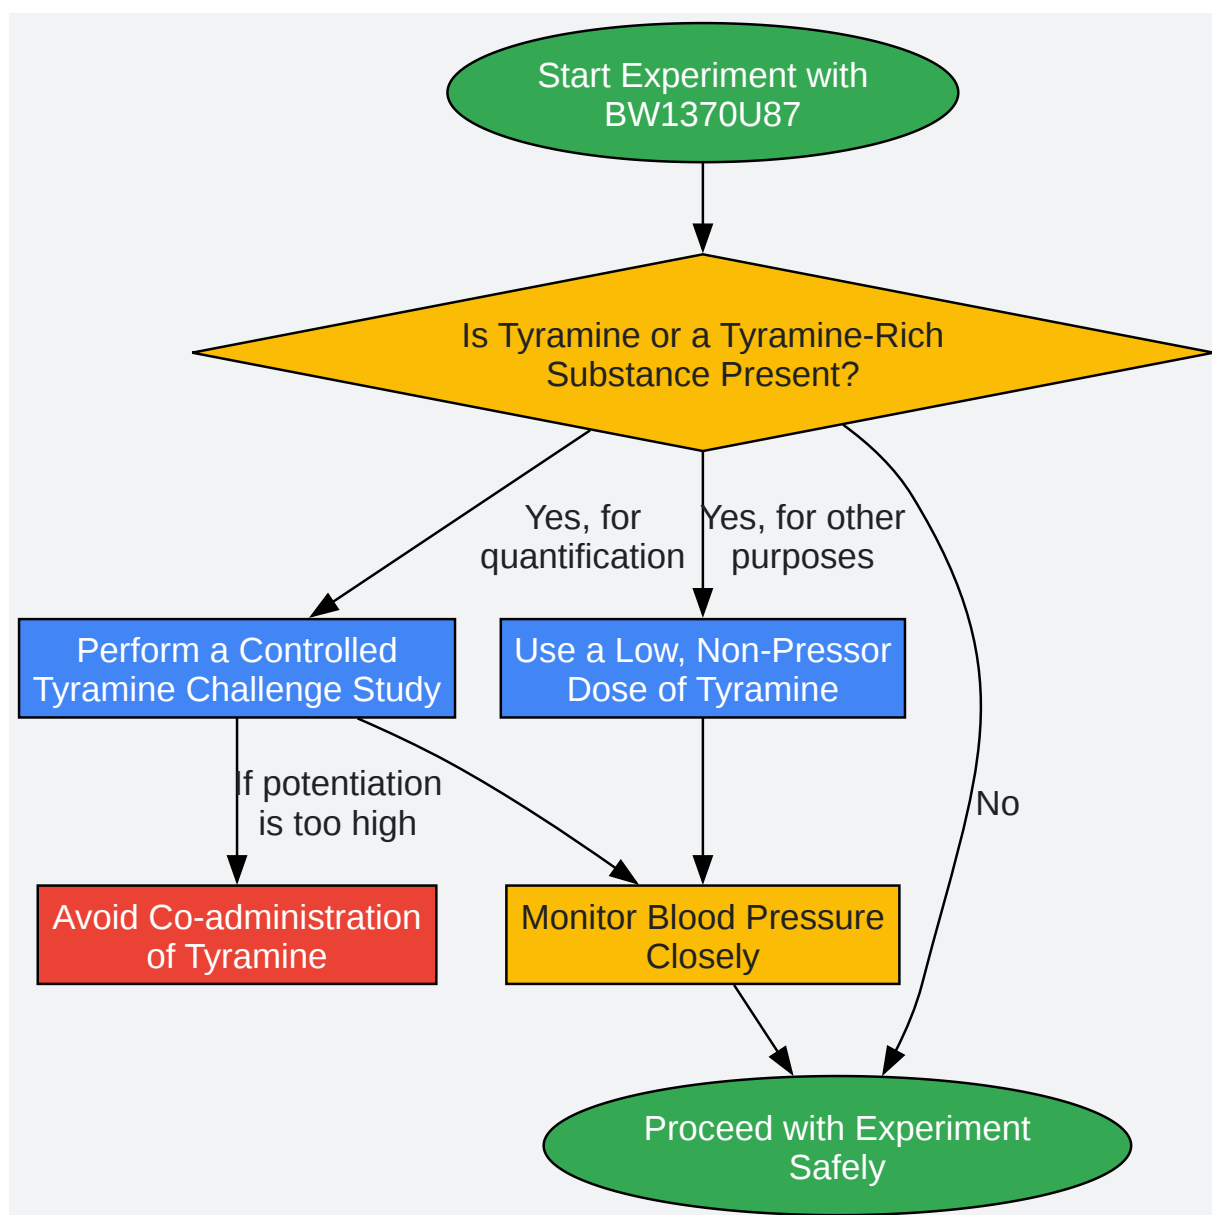 Start Experiment with
BW1370U87
Is Tyramine or a Tyramine-Rich
Substance Present?
Yes, for
quantification
Yes, for other
purposes
Perform a Controlled
Tyramine Challenge Study
Use a Low, Non-Pressor
Dose of Tyramine
If potentiation
is too high
No
Avoid Co-administration
of Tyramine
Monitor Blood Pressure
Closely
Proceed with Experiment
Safely